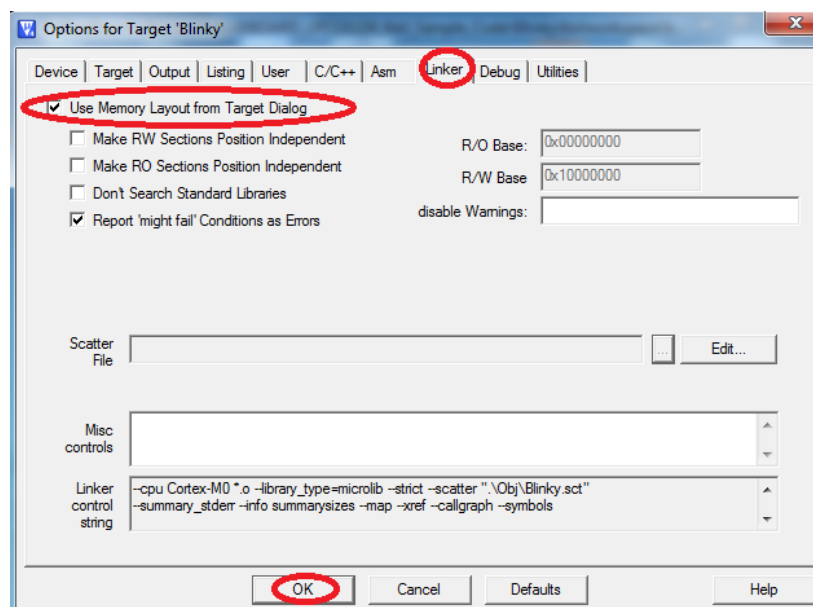 Options for Target 'Blinky'
Device Target Output Listing User C/C++ Asm Linker Debug Utilities
Use Memory Layout from Target Dialog
Make RW Sections Position Independent
Make RO Sections Position Independent
Don't Search Standard Libraries
Report 'might fail' Conditions as Errors
R/O Base: 0x00000000
R/W Base 0x10000000
disable Warnings:
Scatter
File
... Edit...
Misc
controls
Linker
control
string
--cpu Cortex-M0 *.o --library_type=microlib --strict --scatter ".\Obj\Blinky.sct"
--summary_stderr --info summarysizes --map --xref --callgraph --symbols
OK Cancel Defaults Help